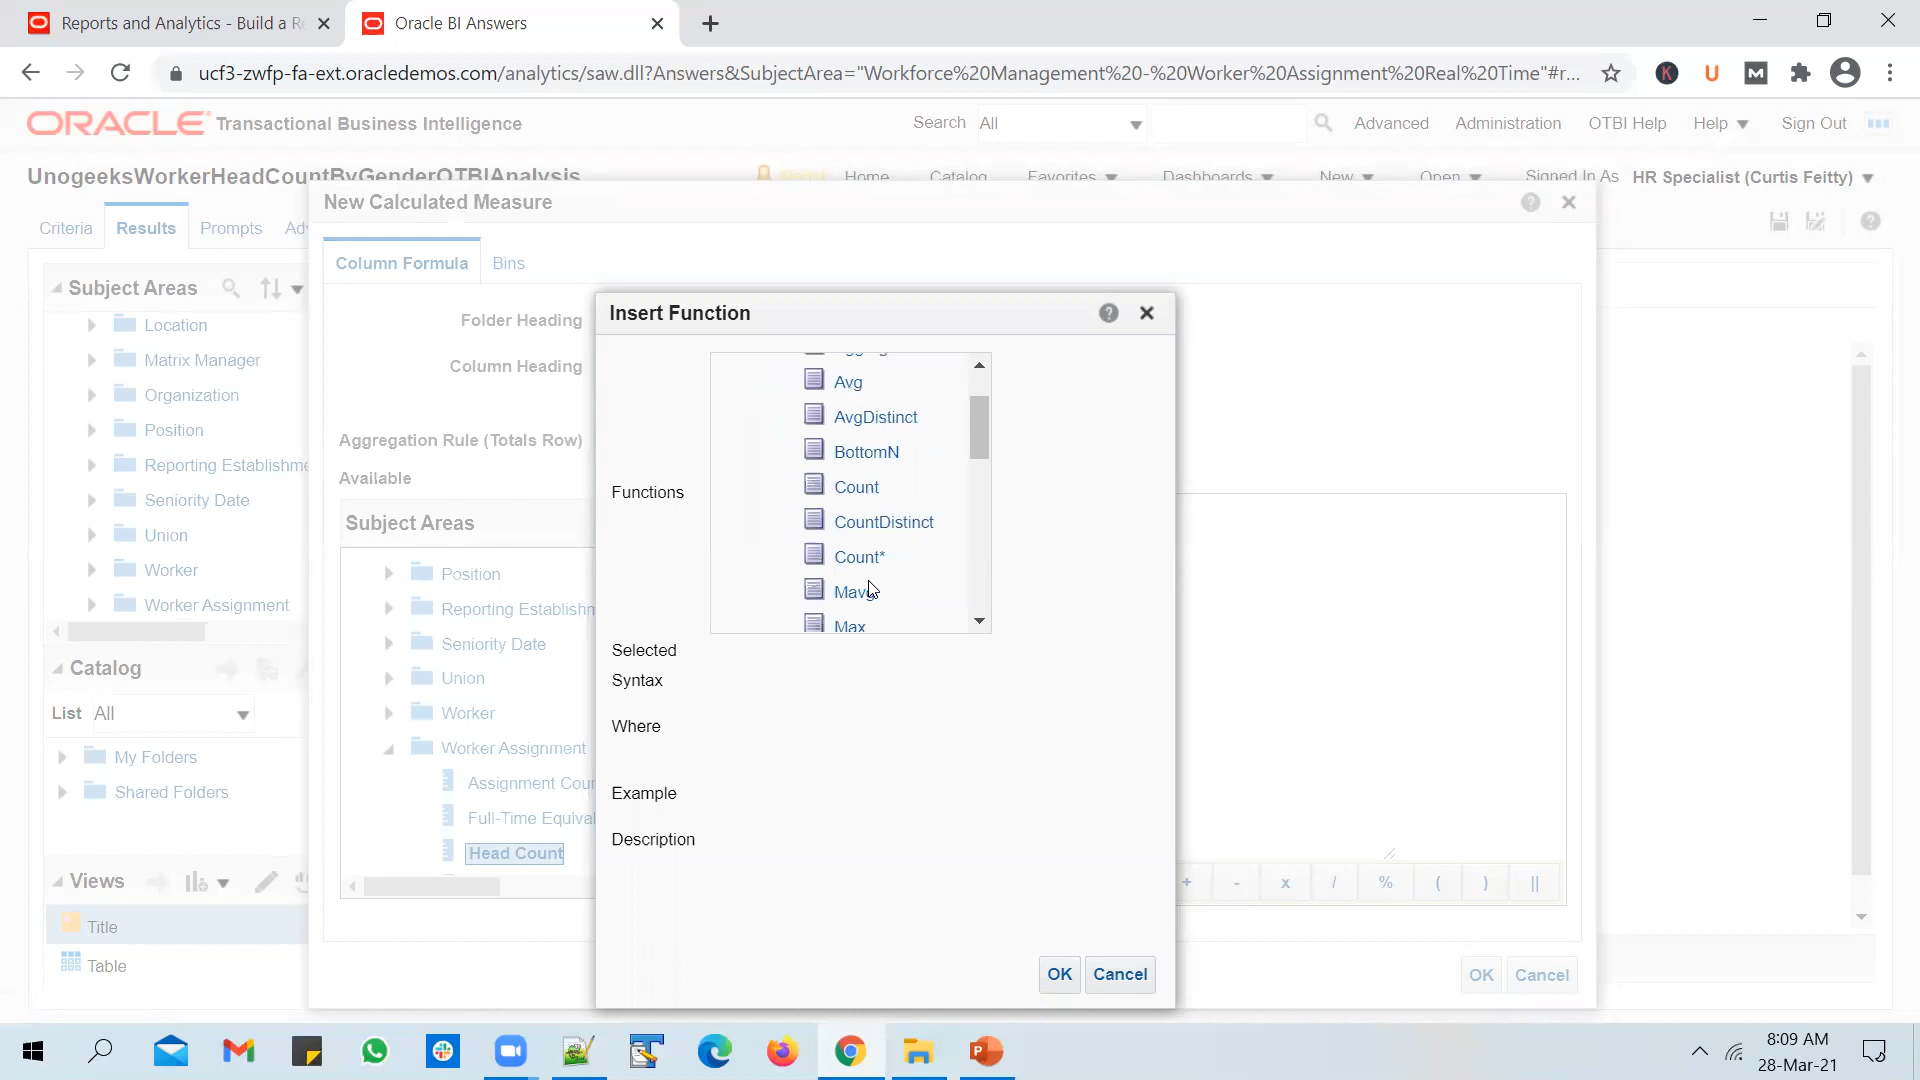 Reports and Analytics - Build a Re
Oracle BI Answers
ucf3-zwfp-fa-ext.oracledemos.com/analytics/saw.dll?Answers&SubjectArea="Workforce%20Management%20-%20Worker%20Assignment%20Real%20Time"#r...
ORACLE Transactional Business Intelligence
Search All
Advanced Administration OTBI Help Help Sign Out
UnogeeksWorkerHeadCountByGenderOTBIAnalysis
Home Catalog Favorites Dashboards New Open Signed In As HR Specialist (Curtis Feitty)
New Calculated Measure
Criteria Results Prompts Ad
Column Formula Bins
Subject Areas
Location
Matrix Manager
Organization
Position
Reporting Establishme
Seniority Date
Union
Worker
Worker Assignment
Catalog
List All
My Folders
Shared Folders
Views
Title
Table
Folder Heading
Column Heading
Aggregation Rule (Totals Row)
Available
Subject Areas
Position
Reporting Establishn
Seniority Date
Union
Worker
Worker Assignment
Assignment Cou
Full-Time Equival
Head Count
Insert Function
Functions
Avg
AvgDistinct
BottomN
Count
CountDistinct
Count*
Mavg
Max
Selected
Syntax
Where
Example
Description
OK Cancel
+ - x / % ( ) ||
OK Cancel
8:09 AM
28-Mar-21